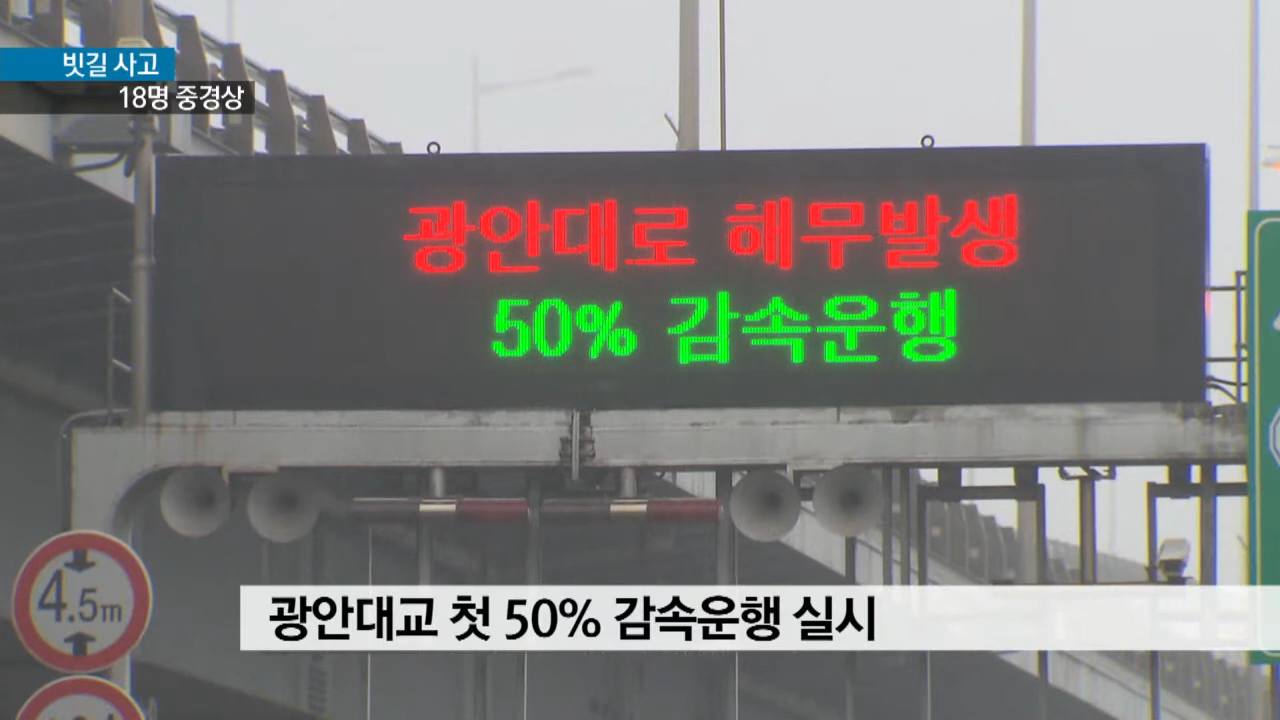 빗길 사고
18명 중경상
광안대로 해무발생
50% 감속운행
4.5m
광안대교 첫 50% 감속운행 실시